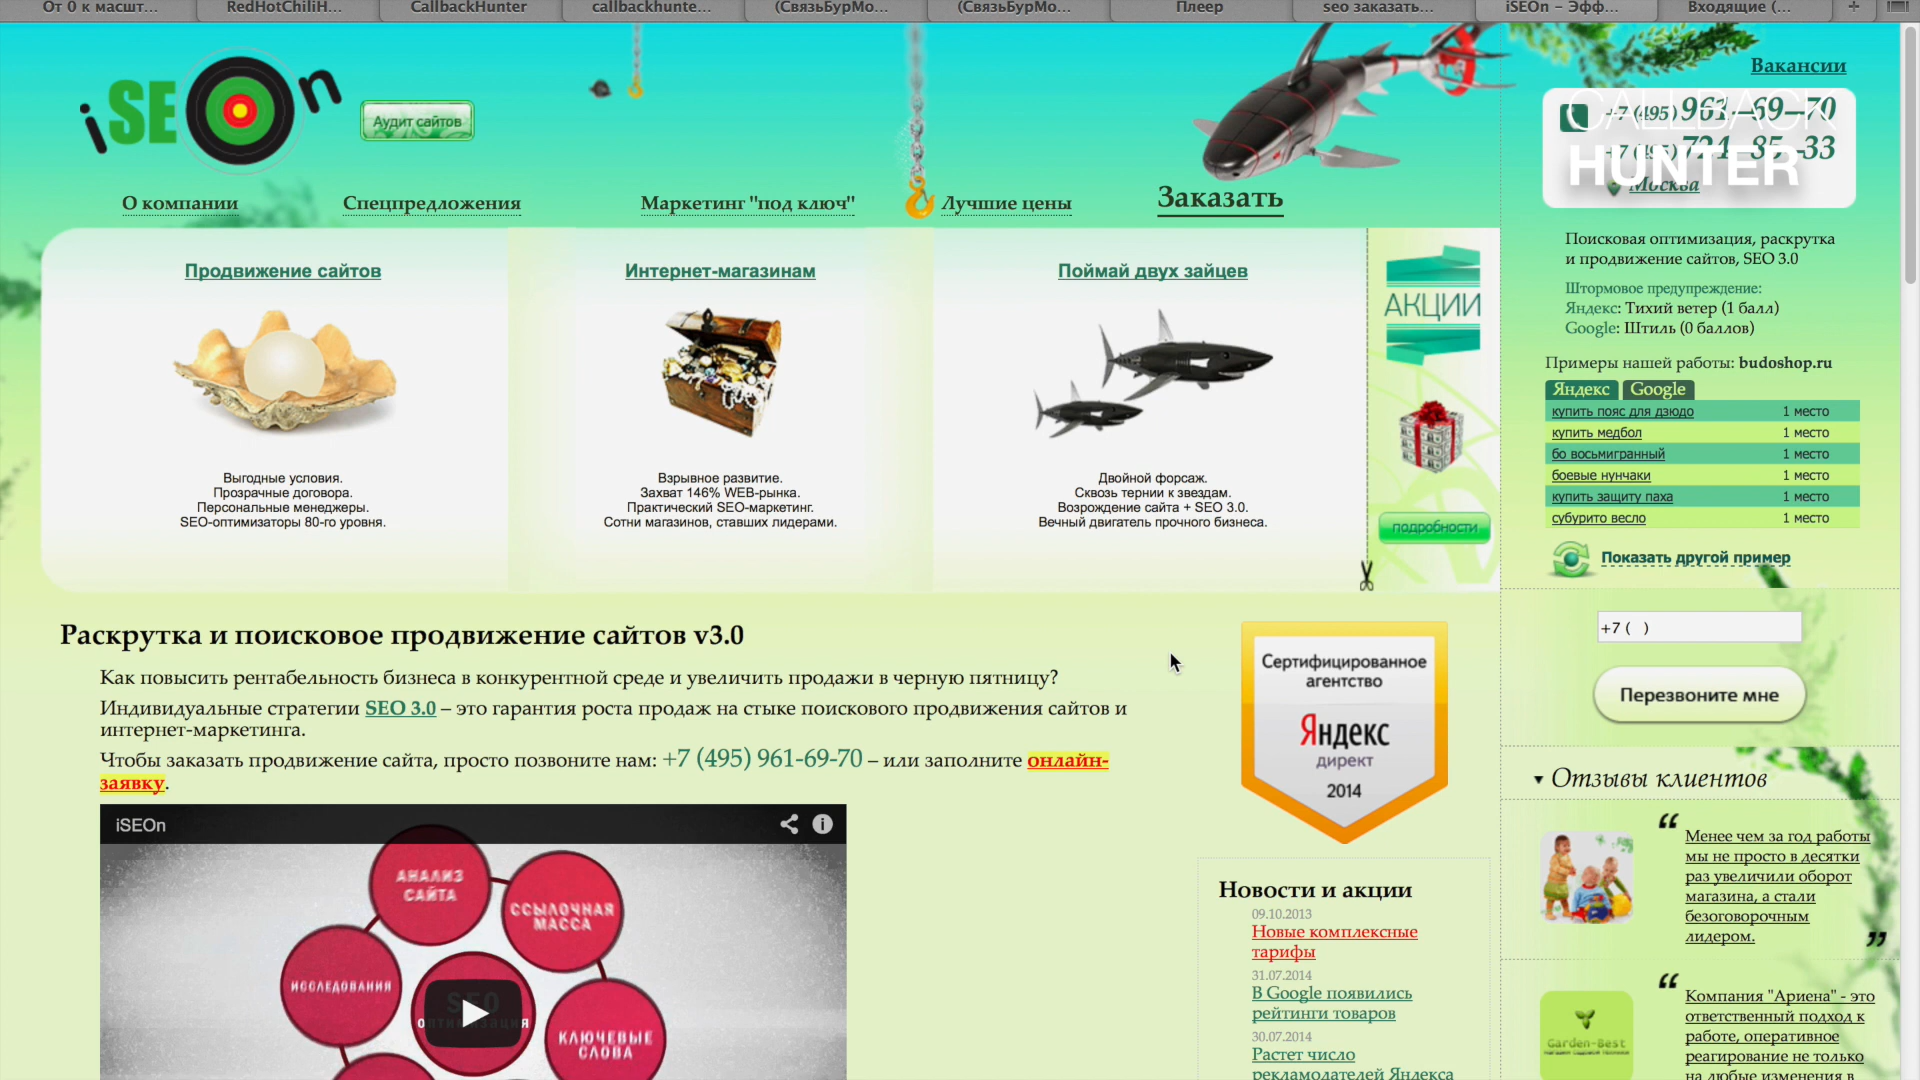 От 0 к масшт...
RedHotChiliH...
CallbackHunter
callbackhunte...
(СвязьБурМо...
(СвязьБурМо...
Плеер
seo заказать...
iSEOn – Эфф...
Входящие (...
iSEOn
Аудит сайтов
Вакансии
+7 (495) 961–69–70
+7 (495) 724–85–33
Москва
CALLBACK
HUNTER
О компании
Спецпредложения
Маркетинг "под ключ"
Лучшие цены
Заказать
Продвижение сайтов
Выгодные условия.
Прозрачные договора.
Персональные менеджеры.
SEO-оптимизаторы 80-го уровня.
Интернет-магазинам
Взрывное развитие.
Захват 146% WEB-рынка.
Практический SEO-маркетинг.
Сотни магазинов, ставших лидерами.
Поймай двух зайцев
Двойной форсаж.
Сквозь тернии к звездам.
Возрождение сайта + SEO 3.0.
Вечный двигатель прочного бизнеса.
АКЦИИ
подробности
Поисковая оптимизация, раскрутка
и продвижение сайтов, SEO 3.0
Штормовое предупреждение:
Яндекс: Тихий ветер (1 балл)
Google: Штиль (0 баллов)
Примеры нашей работы: budoshop.ru
Яндекс Google
купить пояс для дзюдо 1 место
купить медбол 1 место
бо восьмигранный 1 место
боевые нунчаки 1 место
купить защиту паха 1 место
субурито весло 1 место
Показать другой пример
+7 ( )
Перезвоните мне
Раскрутка и поисковое продвижение сайтов v3.0
Как повысить рентабельность бизнеса в конкурентной среде и увеличить продажи в черную пятницу?
Индивидуальные стратегии SEO 3.0 – это гарантия роста продаж на стыке поискового продвижения сайтов и
интернет-маркетинга.
Чтобы заказать продвижение сайта, просто позвоните нам: +7 (495) 961-69-70 – или заполните онлайн-
заявку.
iSEOn
АНАЛИЗ
САЙТА
ССЫЛОЧНАЯ
МАССА
ИССЛЕДОВАНИЯ
SEO
ОПТИМИЗАЦИЯ
КЛЮЧЕВЫЕ
СЛОВА
Сертифицированное
агентство
Яндекс
директ
2014
Новости и акции
09.10.2013
Новые комплексные
тарифы
31.07.2014
В Google появились
рейтинги товаров
30.07.2014
Растет число
рекламодателей Яндекса
Отзывы клиентов
“ Менее чем за год работы
мы не просто в десятки
раз увеличили оборот
магазина, а стали
безоговорочным
лидером. ”
“ Компания "Ариена" - это
ответственный подход к
работе, оперативное
реагирование не только
на любые изменения в
Garden-Best